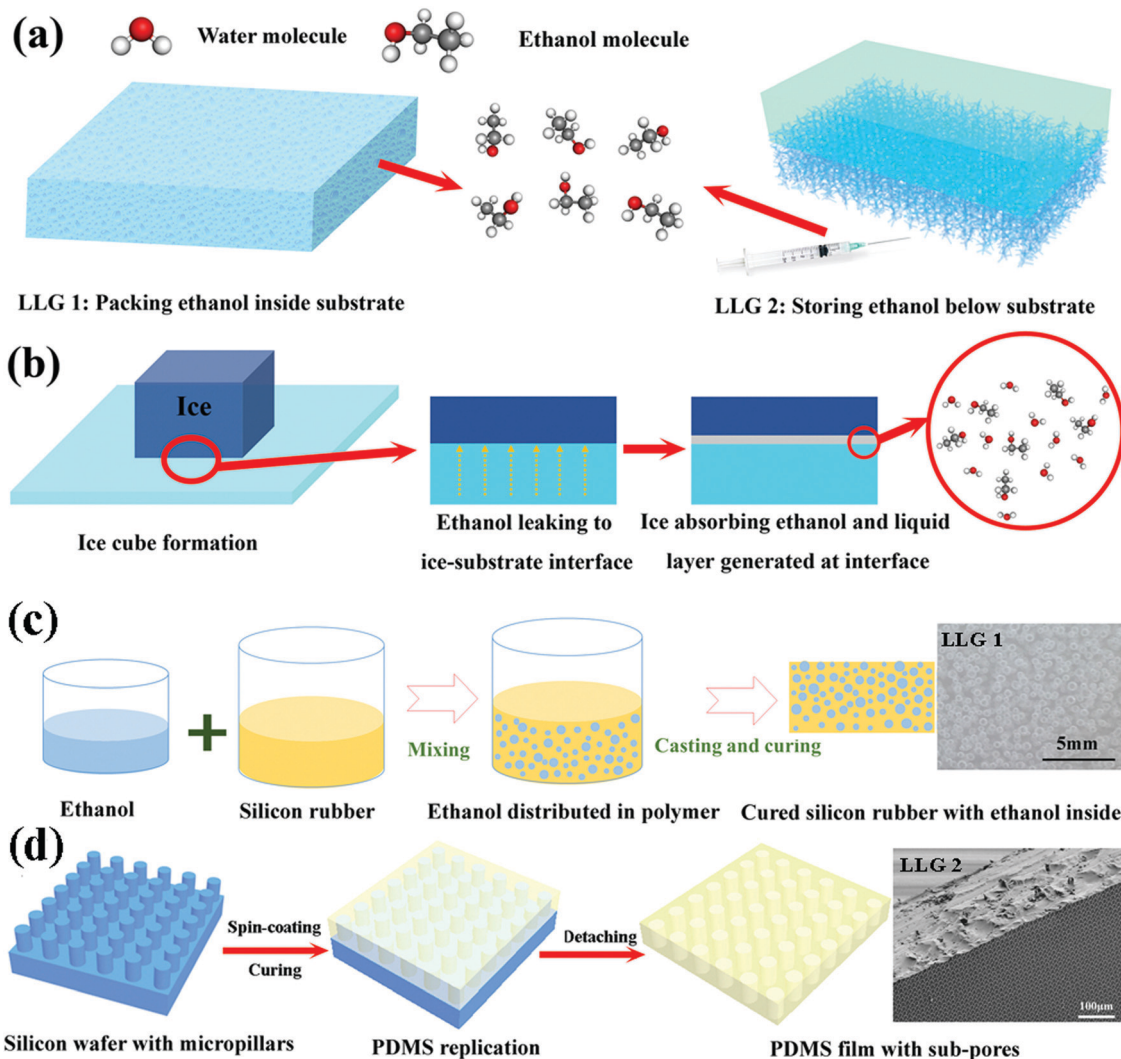 (a)
Water molecule
Ethanol molecule
LLG 1: Packing ethanol inside substrate
LLG 2: Storing ethanol below substrate
(b)
Ice
Ice cube formation
Ethanol leaking to
ice-substrate interface
Ice absorbing ethanol and liquid
layer generated at interface
(c)
Ethanol
Silicon rubber
Mixing
Ethanol distributed in polymer
Casting and curing
LLG 1
5mm
Cured silicon rubber with ethanol inside
(d)
Silicon wafer with micropillars
Spin-coating
Curing
PDMS replication
Detaching
PDMS film with sub-pores
LLG 2
100μm